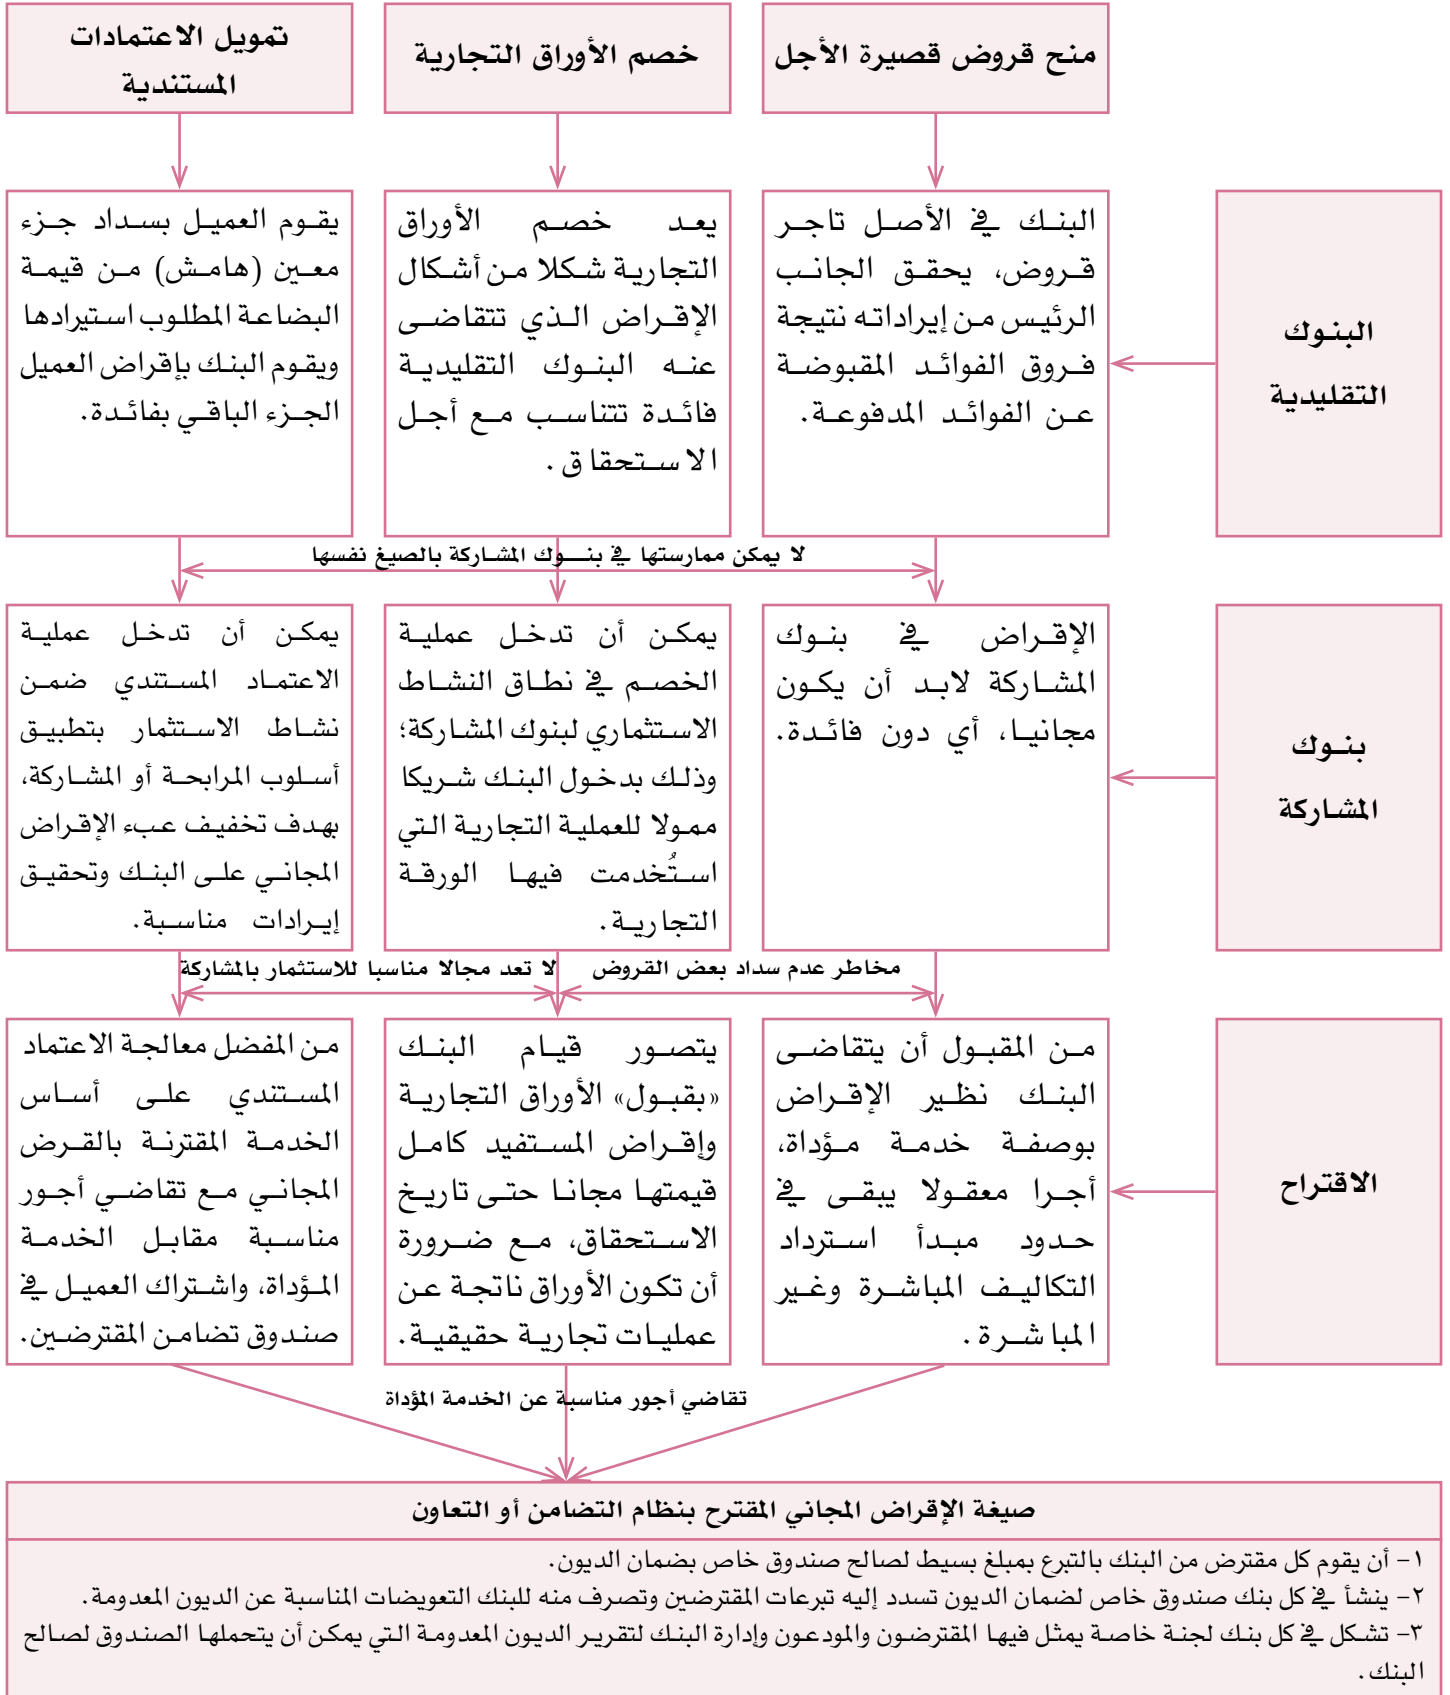 منح قروض قصيرة الأجل
خصم الأوراق التجارية
تمويل الاعتمادات
المستندية
البنوك
التقليدية
البنك في الأصل تاجر
قروض، يحقق الجانب
الرئيس من إيراداته نتيجة
فروق الفوائد المقبوضة
عن الفوائد المدفوعة.
يعد خصم الأوراق
التجارية شكلا من أشكال
الإقراض الذي تتقاضى
عنه البنوك التقليدية
فائدة تتناسب مع أجل
الاستحقاق.
يقوم العميل بسداد جزء
معين (هامش) من قيمة
البضاعة المطلوب استيرادها
ويقوم البنك بإقراض العميل
الجزء الباقي بفائدة.
لا يمكن ممارستها في بنوك المشاركة بالصيغ نفسها
بنوك
المشاركة
الإقراض في بنوك
المشاركة لابد أن يكون
مجانيا، أي دون فائدة.
يمكن أن تدخل عملية
الخصم في نطاق النشاط
الاستثماري لبنوك المشاركة؛
وذلك بدخول البنك شريكا
ممولا للعملية التجارية التي
استُخدمت فيها الورقة
التجارية.
يمكن أن تدخل عملية
الاعتماد المستندي ضمن
نشاط الاستثمار بتطبيق
أسلوب المرابحة أو المشاركة،
بهدف تخفيف عبء الإقراض
المجاني على البنك وتحقيق
إيرادات مناسبة.
مخاطر عدم سداد بعض القروض
لا تعد مجالا مناسبا للاستثمار بالمشاركة
الاقتراح
من المقبول أن يتقاضى
البنك نظير الإقراض
بوصفة خدمة مؤداة،
أجرا معقولا يبقى في
حدود مبدأ استرداد
التكاليف المباشرة وغير
المباشرة.
يتصور قيام البنك
«بقبول» الأوراق التجارية
وإقراض المستفيد كامل
قيمتها مجانا حتى تاريخ
الاستحقاق، مع ضرورة
أن تكون الأوراق ناتجة عن
عمليات تجارية حقيقية.
من المفضل معالجة الاعتماد
المستندي على أساس
الخدمة المقترنة بالقرض
المجاني مع تقاضي أجور
مناسبة مقابل الخدمة
المؤداة، واشتراك العميل في
صندوق تضامن المقترضين.
تقاضي أجور مناسبة عن الخدمة المؤداة
صيغة الإقراض المجاني المقترح بنظام التضامن أو التعاون
١- أن يقوم كل مقترض من البنك بالتبرع بمبلغ بسيط لصالح صندوق خاص بضمان الديون.
٢- ينشأ في كل بنك صندوق خاص لضمان الديون تسدد إليه تبرعات المقترضين وتصرف منه للبنك التعويضات المناسبة عن الديون المعدومة.
٣- تشكل في كل بنك لجنة خاصة يمثل فيها المقترضون والمودعون وإدارة البنك لتقرير الديون المعدومة التي يمكن أن يتحملها الصندوق لصالح
البنك.